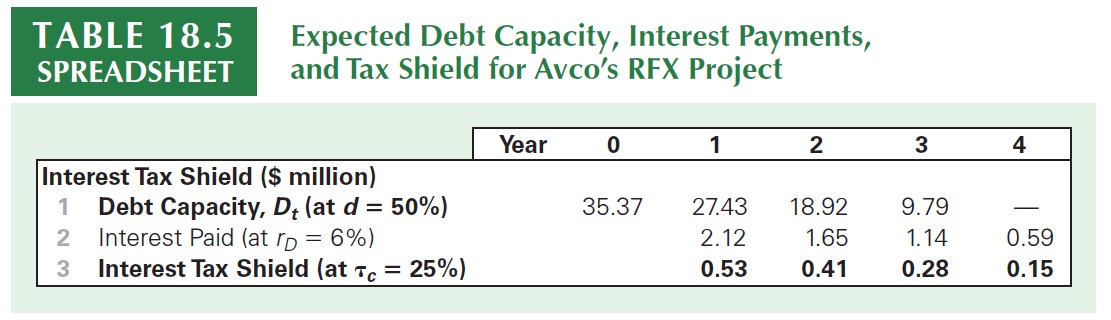 TABLE 18.5
SPREADSHEET
Expected Debt Capacity, Interest Payments,
and Tax Shield for Avco's RFX Project
Year 0 1 2 3 4
Interest Tax Shield ($ million)
1 Debt Capacity, Dt (at d = 50%) 35.37 27.43 18.92 9.79 —
2 Interest Paid (at rD = 6%) 2.12 1.65 1.14 0.59
3 Interest Tax Shield (at τc = 25%) 0.53 0.41 0.28 0.15